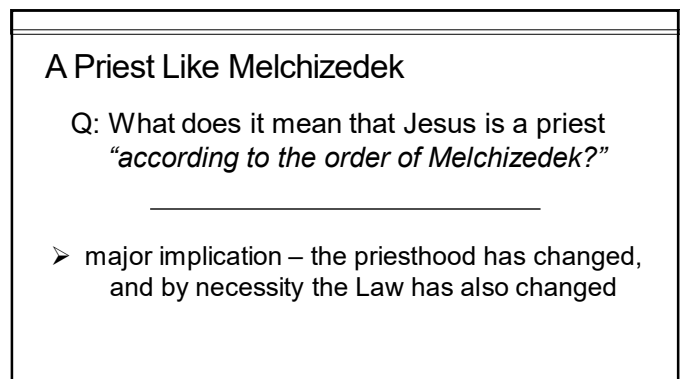 A Priest Like Melchizedek
Q: What does it mean that Jesus is a priest
“according to the order of Melchizedek?”
➢ major implication – the priesthood has changed,
and by necessity the Law has also changed